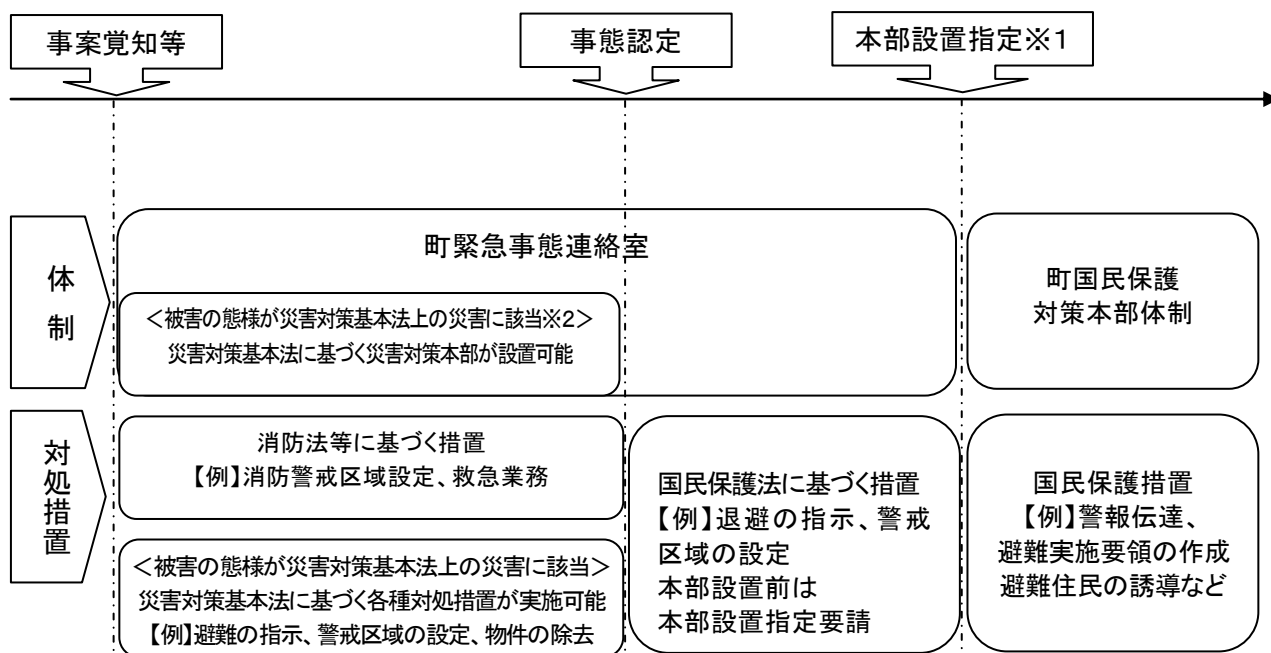 事案覚知等
事態認定
本部設置指定※1
体制
町緊急事態連絡室
＜被害の態様が災害対策基本法上の災害に該当※2＞
災害対策基本法に基づく災害対策本部が設置可能
町国民保護
対策本部体制
対処措置
消防法等に基づく措置
【例】消防警戒区域設定、救急業務
＜被害の態様が災害対策基本法上の災害に該当＞
災害対策基本法に基づく各種対処措置が実施可能
【例】避難の指示、警戒区域の設定、物件の除去
国民保護法に基づく措置
【例】退避の指示、警戒
区域の設定
本部設置前は
本部設置指定要請
国民保護措置
【例】警報伝達、
避難実施要領の作成
避難住民の誘導など